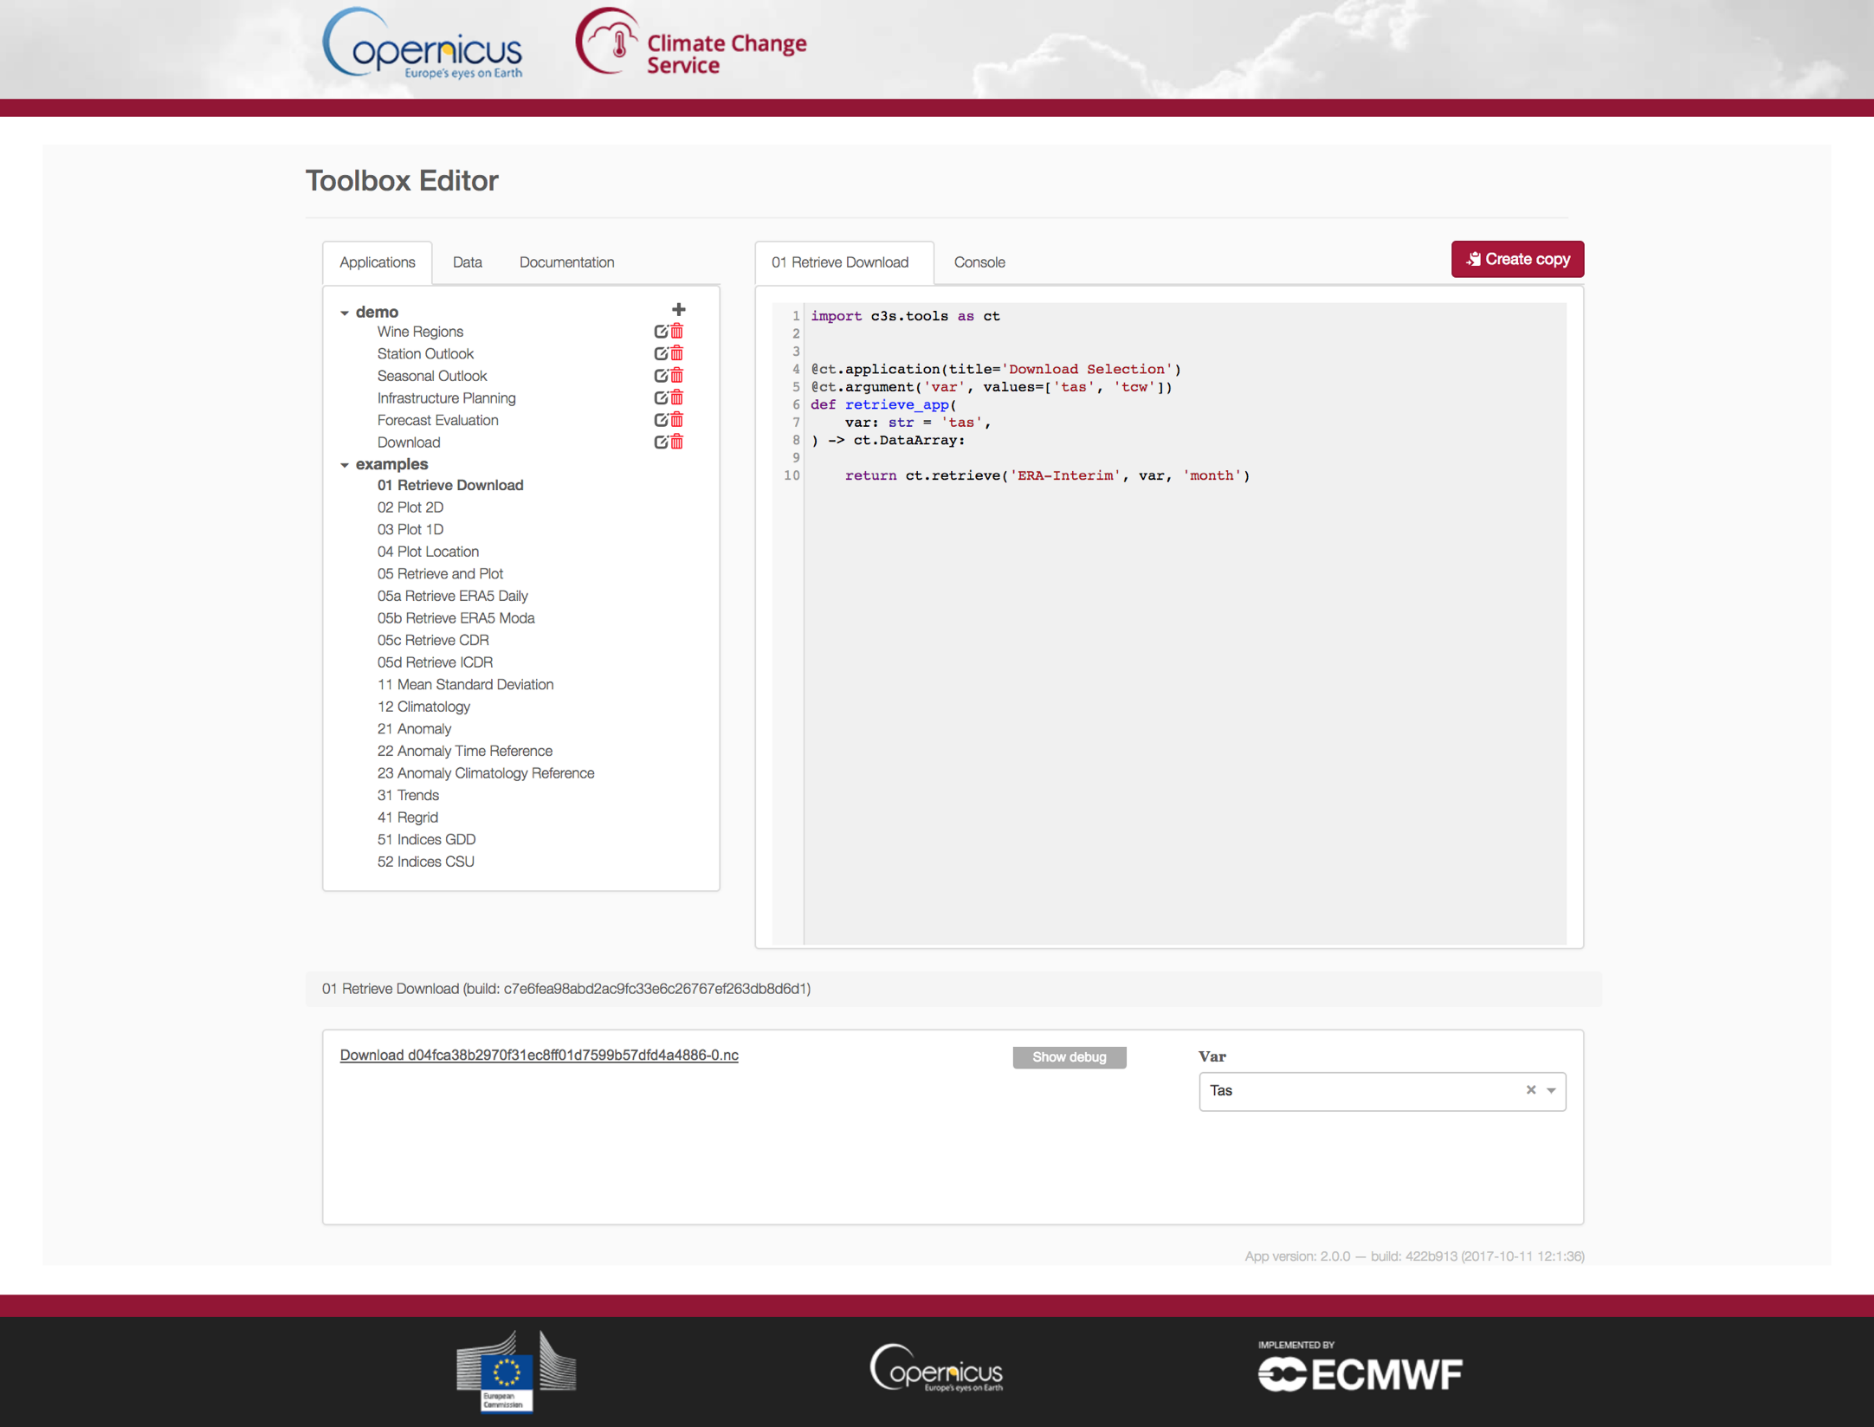 Copernicus
Europe's eyes on Earth
Climate Change
Service
Toolbox Editor
Applications Data Documentation
demo
Wine Regions
Station Outlook
Seasonal Outlook
Infrastructure Planning
Forecast Evaluation
Download
examples
01 Retrieve Download
02 Plot 2D
03 Plot 1D
04 Plot Location
05 Retrieve and Plot
05a Retrieve ERA5 Daily
05b Retrieve ERA5 Moda
05c Retrieve CDR
05d Retrieve ICDR
11 Mean Standard Deviation
12 Climatology
21 Anomaly
22 Anomaly Time Reference
23 Anomaly Climatology Reference
31 Trends
41 Regrid
51 Indices GDD
52 Indices CSU
01 Retrieve Download Console
Create copy
1 import c3s.tools as ct
2
3
4 @ct.application(title='Download Selection')
5 @ct.argument('var', values=['tas', 'tcw'])
6 def retrieve_app(
7 var: str = 'tas',
8 ) -> ct.DataArray:
9
10 return ct.retrieve('ERA-Interim', var, 'month')
01 Retrieve Download (build: c7e6fea98abd2ac9fc33e6c26767ef263db8d6d1)
Download d04fca38b2970f31ec8ff01d7599b57dfd4a4886-0.nc
Show debug
Var
Tas
App version: 2.0.0 — build: 422b913 (2017-10-11 12:1:36)
European
Commission
Copernicus
Europe's eyes on Earth
IMPLEMENTED BY
ECMWF